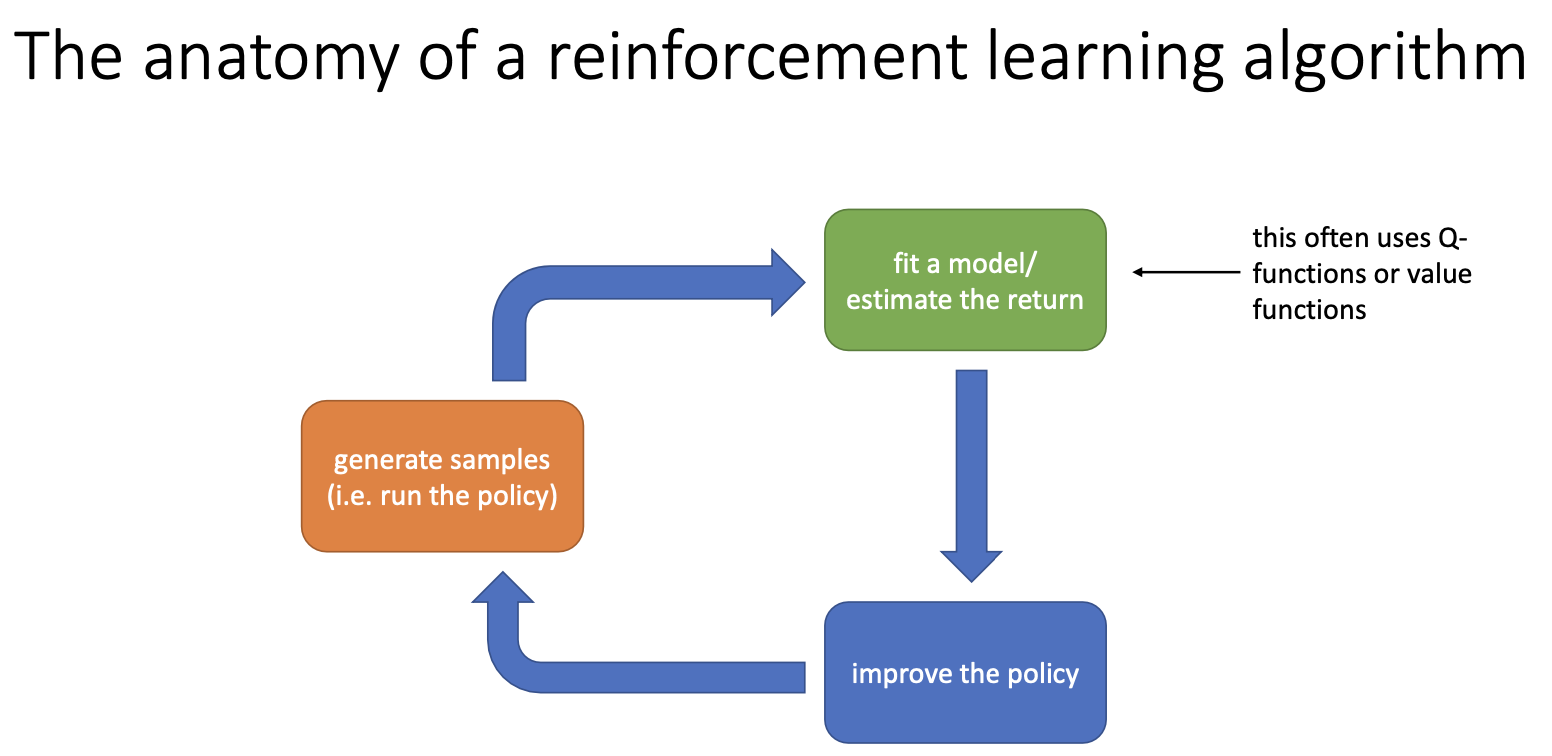 The anatomy of a reinforcement learning algorithm
fit a model/
estimate the return
this often uses Q-
functions or value
functions
generate samples
(i.e. run the policy)
improve the policy